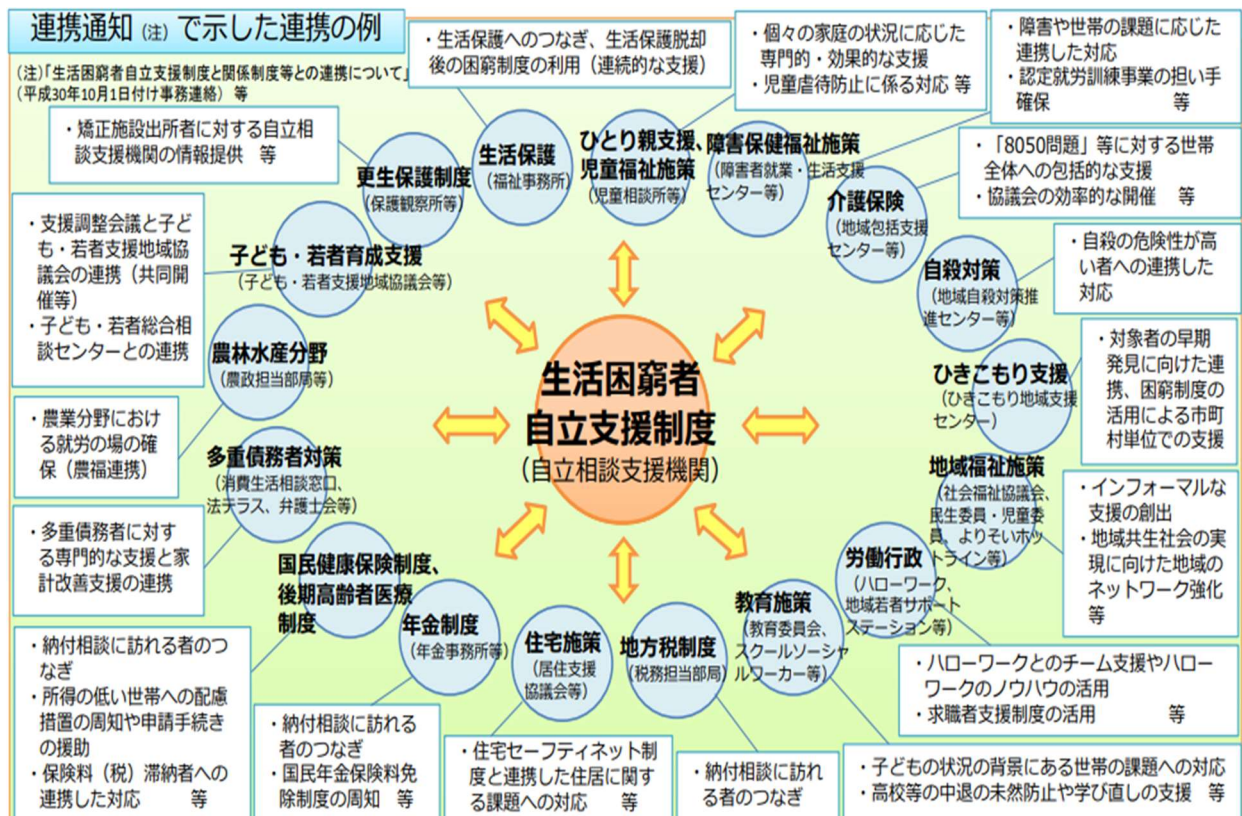 連携通知（注）で示した連携の例
（注）「生活困窮者自立支援制度と関係制度等との連携について」
（平成30年10月1日付け事務連絡）等
・生活保護へのつなぎ、生活保護脱却
後の困窮制度の利用（連続的な支援）
・個々の家庭の状況に応じた
専門的・効果的な支援
・児童虐待防止に係る対応 等
・障害や世帯の課題に応じた
連携した対応
・認定就労訓練事業の担い手
確保 等
・矯正施設出所者に対する自立相
談支援機関の情報提供 等
・「8050問題」等に対する世帯
全体への包括的な支援
・協議会の効率的な開催 等
更生保護制度
（保護観察所等）
生活保護
（福祉事務所）
ひとり親支援、
児童福祉施策
（児童相談所等）
障害保健福祉施策
（障害者就業・生活支援
センター等）
介護保険
（地域包括支援
センター等）
・支援調整会議と子ど
も・若者支援地域協
議会の連携（共同開
催等）
・子ども・若者総合相
談センターとの連携
子ども・若者育成支援
（子ども・若者支援地域協議会等）
自殺対策
（地域自殺対策推
進センター等）
・自殺の危険性が高
い者への連携した
対応
農林水産分野
（農政担当部局等）
ひきこもり支援
（ひきこもり地域支援
センター）
・対象者の早期
発見に向けた連
携、困窮制度の
活用による市町
村単位での支援
生活困窮者
自立支援制度
（自立相談支援機関）
・農業分野における
就労の場の確
保（農福連携）
多重債務者対策
（消費生活相談窓口、
法テラス、弁護士会等）
地域福祉施策
（社会福祉協議会、
民生委員・児童委
員、よりそいホッ
トライン等）
・インフォーマルな
支援の創出
・地域共生社会の実
現に向けた地域の
ネットワーク強化
等
・多重債務者に対す
る専門的な支援と家
計改善支援の連携
国民健康保険制度、
後期高齢者医療
制度
年金制度
（年金事務所等）
住宅施策
（居住支援
協議会等）
地方税制度
（税務担当部局）
教育施策
（教育委員会、
スクールソーシャ
ルワーカー等）
労働行政
（ハローワーク、
地域若者サポート
ステーション等）
・納付相談に訪れる者のつ
なぎ
・所得の低い世帯への配慮
措置の周知や申請手続き
の援助
・保険料（税）滞納者への
連携した対応 等
・納付相談に訪れる
者のつなぎ
・国民年金保険料免
除制度の周知 等
・住宅セーフティネット制
度と連携した住居に関す
る課題への対応 等
・納付相談に訪れ
る者のつなぎ
・ハローワークとのチーム支援やハロー
ワークのノウハウの活用
・求職者支援制度の活用 等
・子どもの状況の背景にある世帯の課題への対応
・高校等の中退の未然防止や学び直しの支援 等